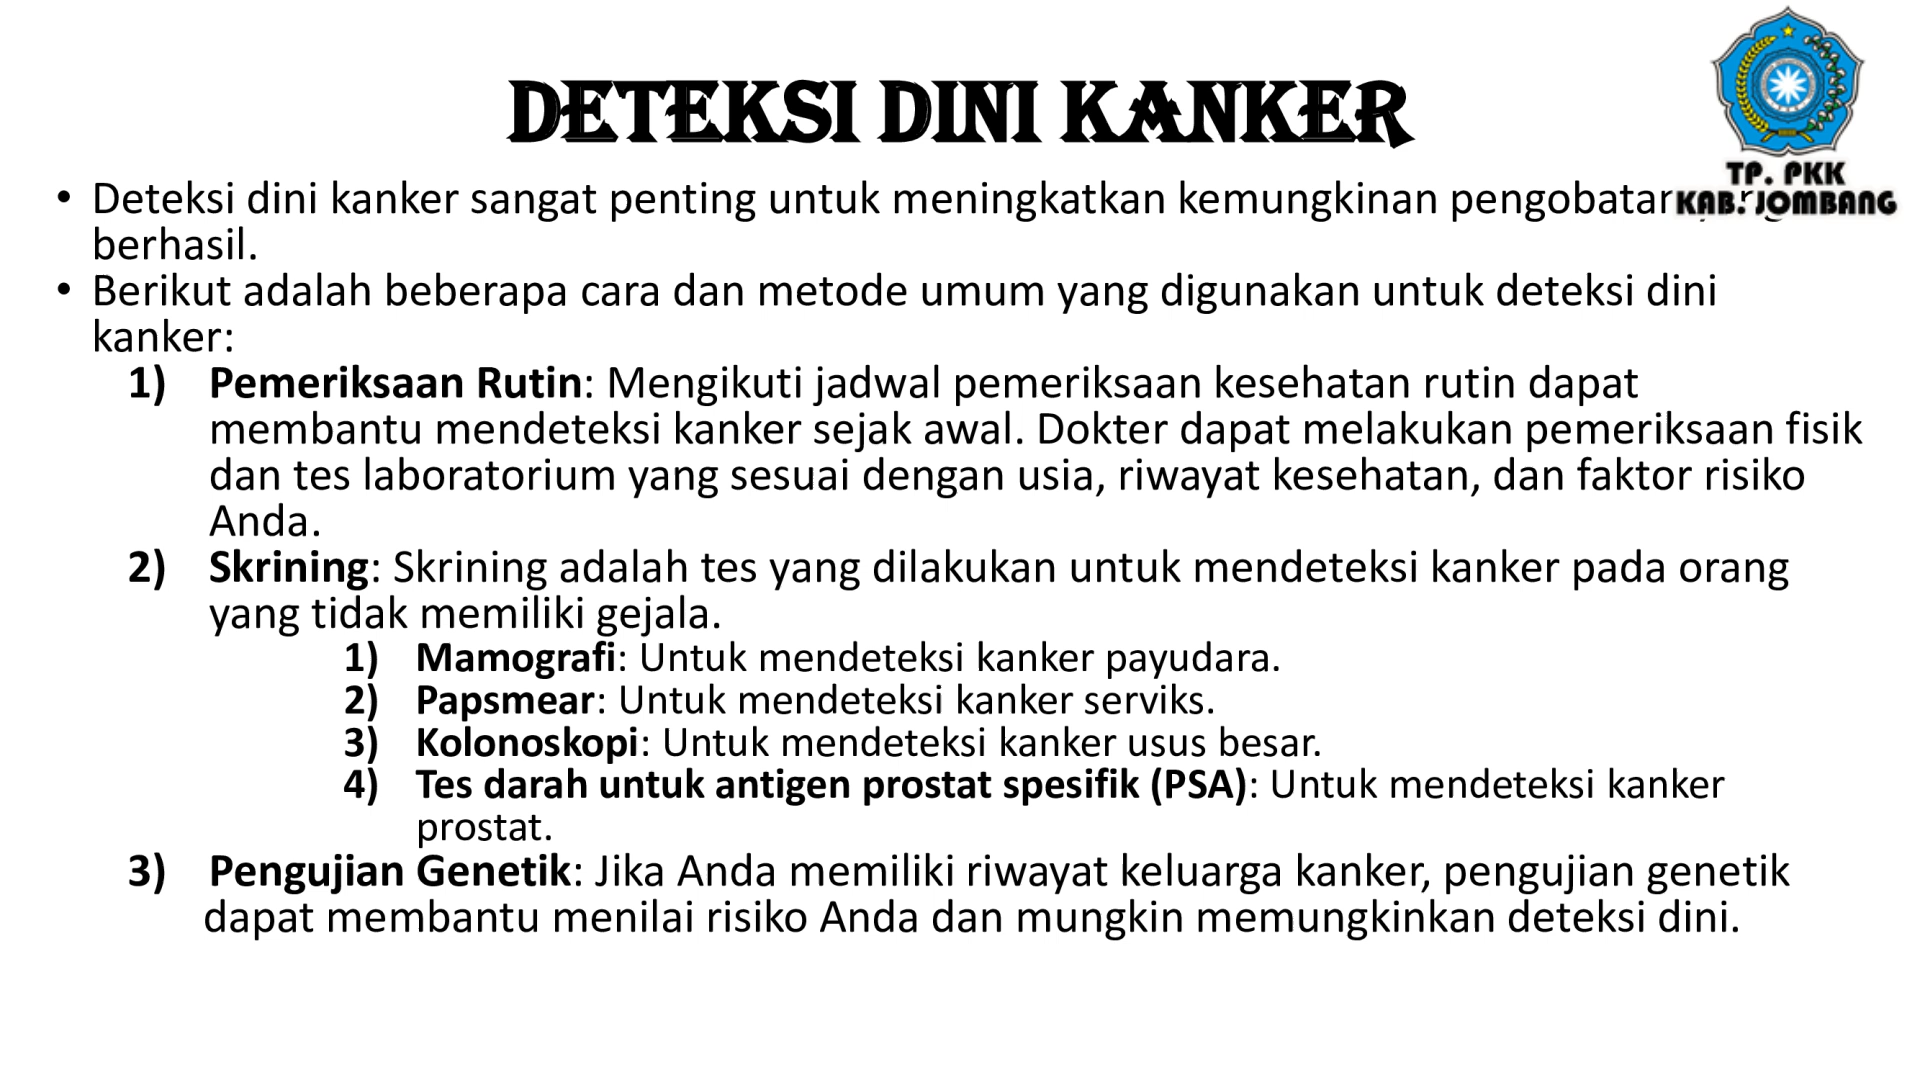 DETEKSI DINI KANKER
TP. PKK
KAB. JOMBANG
• Deteksi dini kanker sangat penting untuk meningkatkan kemungkinan
berhasil.
• Berikut adalah beberapa cara dan metode umum yang digunakan untuk deteksi dini
kanker:
1) Pemeriksaan Rutin: Mengikuti jadwal pemeriksaan kesehatan rutin dapat
membantu mendeteksi kanker sejak awal. Dokter dapat melakukan pemeriksaan fisik
dan tes laboratorium yang sesuai dengan usia, riwayat kesehatan, dan faktor risiko
Anda.
2) Skrining: Skrining adalah tes yang dilakukan untuk mendeteksi kanker pada orang
yang tidak memiliki gejala.
1) Mamografi: Untuk mendeteksi kanker payudara.
2) Papsmear: Untuk mendeteksi kanker serviks.
3) Kolonoskopi: Untuk mendeteksi kanker usus besar.
4) Tes darah untuk antigen prostat spesifik (PSA): Untuk mendeteksi kanker
prostat.
3) Pengujian Genetik: Jika Anda memiliki riwayat keluarga kanker, pengujian genetik
dapat membantu menilai risiko Anda dan mungkin memungkinkan deteksi dini.